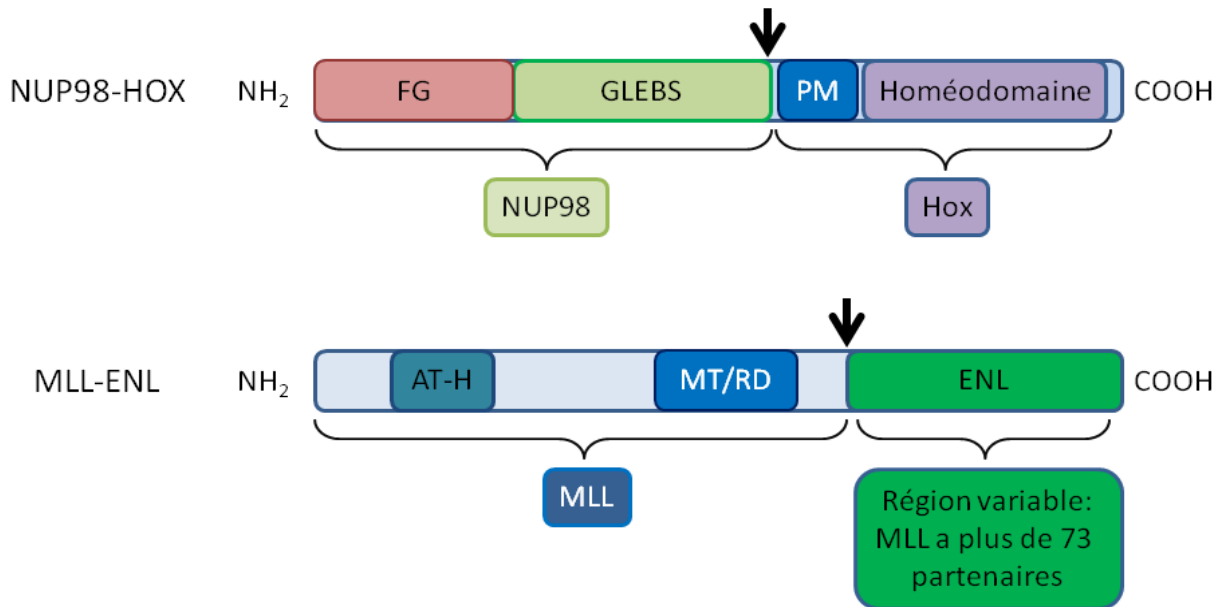 NUP98-HOX NH₂ FG GLEBS PM Homéodomaine COOH
NUP98 Hox
MLL-ENL NH₂ AT-H MT/RD ENL COOH
MLL
Région variable:
MLL a plus de 73
partenaires